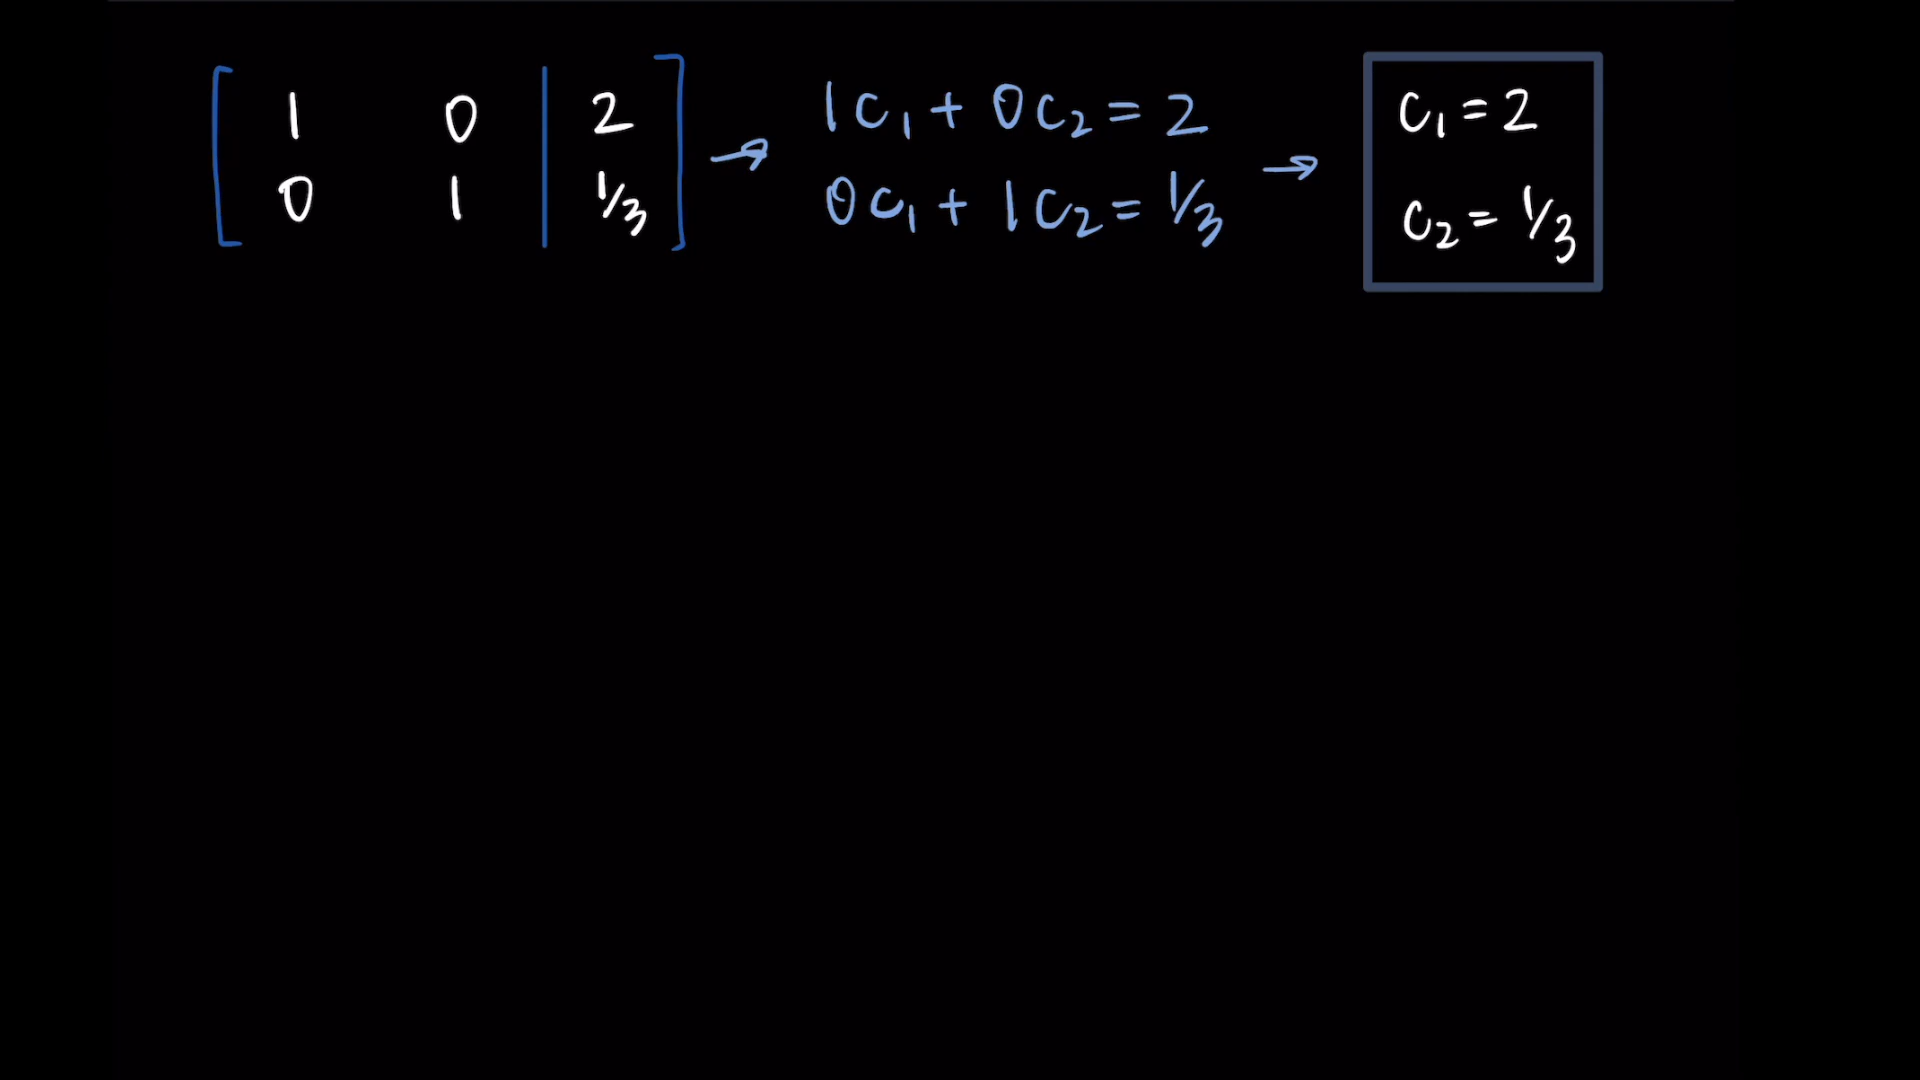 [ 1 0 | 2 ] → 1c₁ + 0c₂ = 2 → c₁ = 2
[ 0 1 | 1/3 ] 0c₁ + 1c₂ = 1/3 c₂ = 1/3